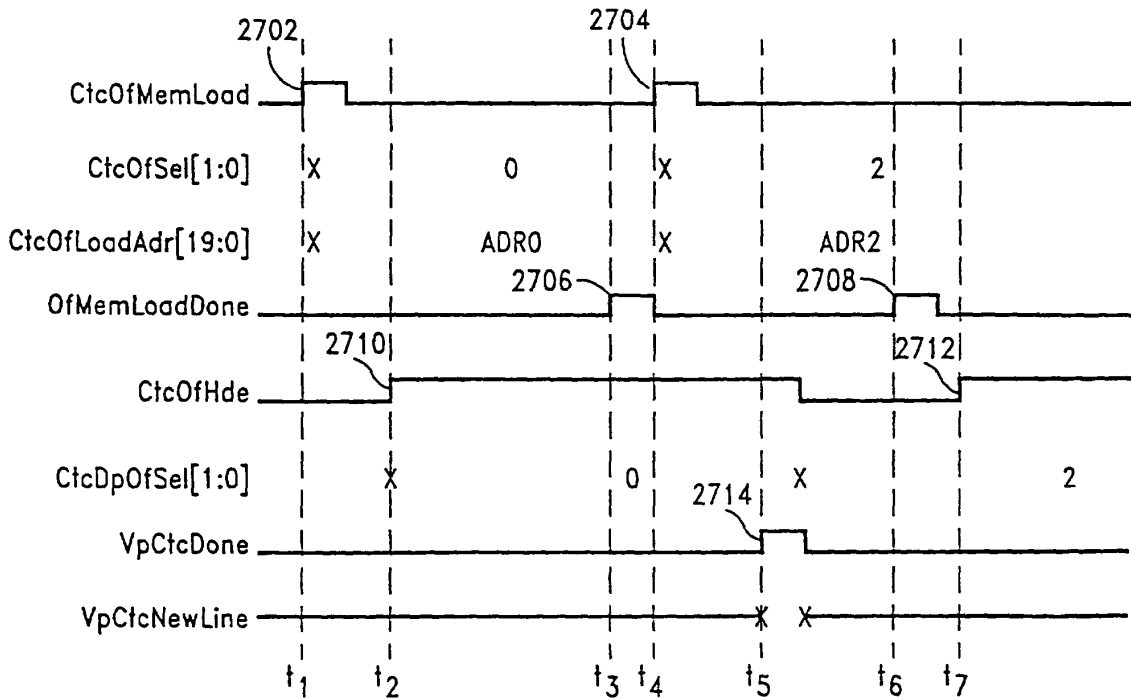 2702 2704
CtcOfMemLoad
CtcOfSel[1:0] X 0 X 2
CtcOfLoadAdr[19:0] X ADR0 X ADR2
2706 2708
OfMemLoadDone
2710 2712
CtcOfHde
CtcDpOfSel[1:0] X 0 X 2
2714
VpCtcDone
VpCtcNewLine X X
t1 t2 t3 t4 t5 t6 t7